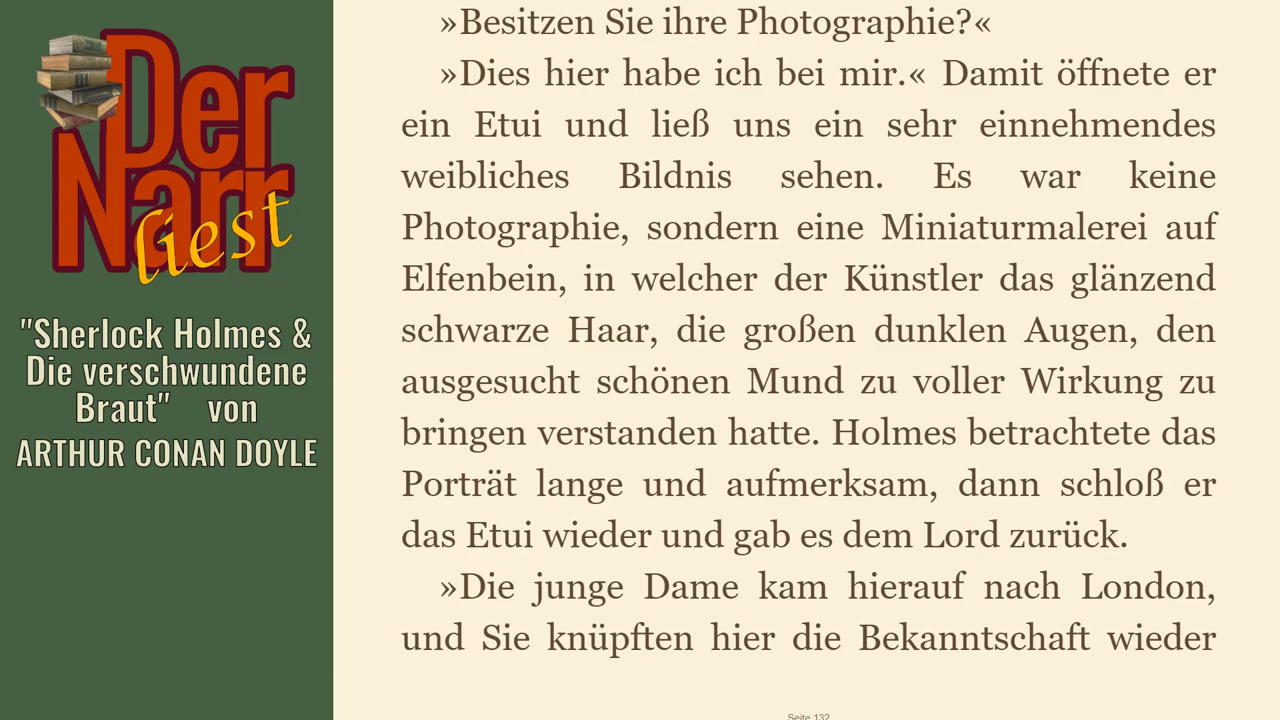 Der
Narr
liest
"Sherlock Holmes &
Die verschwundene
Braut" von
ARTHUR CONAN DOYLE
»Besitzen Sie ihre Photographie?«
»Dies hier habe ich bei mir.« Damit öffnete er
ein Etui und ließ uns ein sehr einnehmendes
weibliches Bildnis sehen. Es war keine
Photographie, sondern eine Miniaturmalerei auf
Elfenbein, in welcher der Künstler das glänzend
schwarze Haar, die großen dunklen Augen, den
ausgesucht schönen Mund zu voller Wirkung zu
bringen verstanden hatte. Holmes betrachtete das
Porträt lange und aufmerksam, dann schloß er
das Etui wieder und gab es dem Lord zurück.
»Die junge Dame kam hierauf nach London,
und Sie knüpften hier die Bekanntschaft wieder
Seite 132